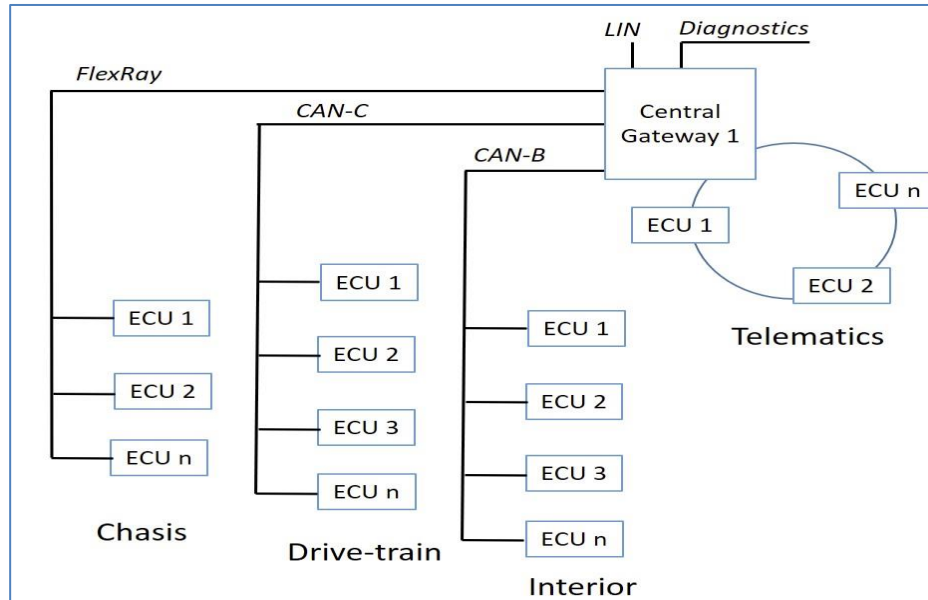 LIN
Diagnostics
FlexRay
CAN-C
CAN-B
Central
Gateway 1
ECU n
ECU 1
ECU 2
Telematics
ECU 1
ECU 2
ECU n
Chasis
ECU 1
ECU 2
ECU 3
ECU n
Drive-train
ECU 1
ECU 2
ECU 3
ECU n
Interior